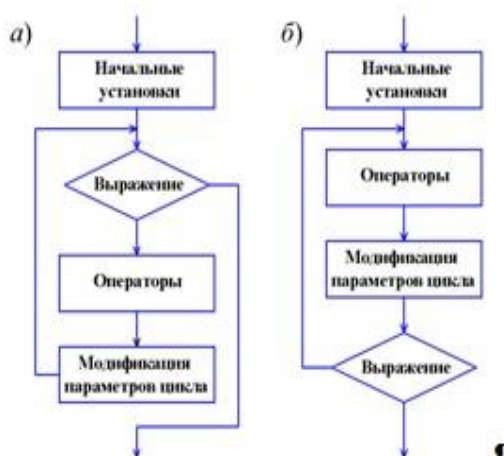 а)
Начальные
установки
Выражение
Операторы
Модификация
параметров цикла
б)
Начальные
установки
Операторы
Модификация
параметров цикла
Выражение
¶